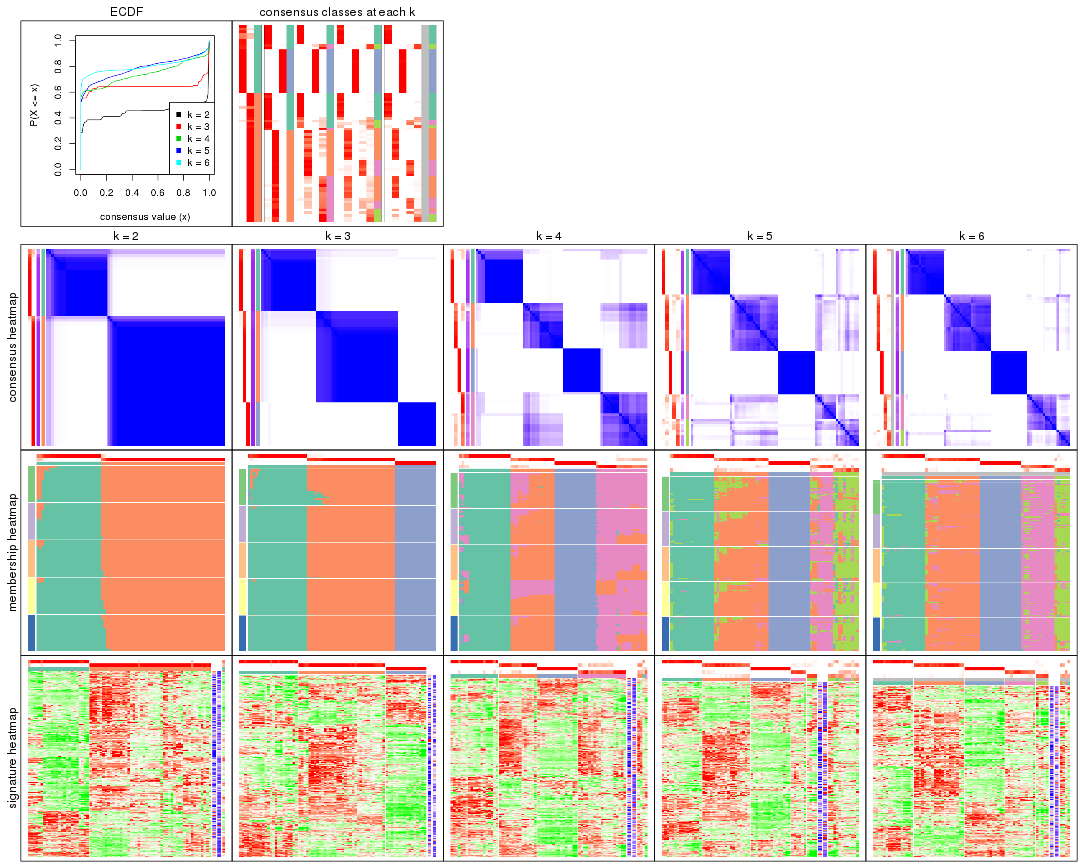 ECDF
consensus classes at each k
P(X <= x)
0.0
0.2
0.4
0.6
0.8
1.0
k = 2
k = 3
k = 4
k = 5
k = 6
0.0 0.2 0.4 0.6 0.8 1.0
consensus value (x)
k = 2
k = 3
k = 4
k = 5
k = 6
consensus heatmap
membership heatmap
signature heatmap